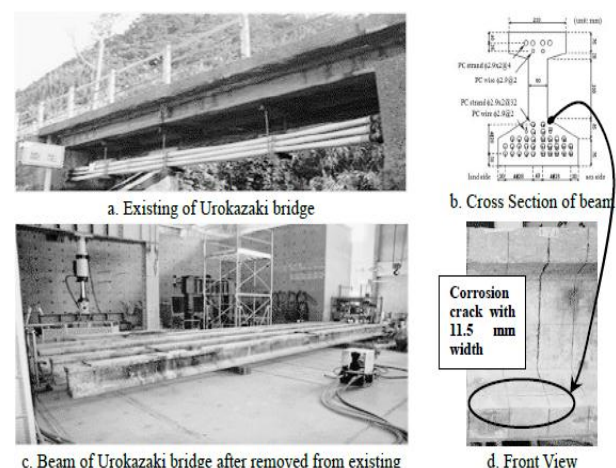 (unit: mm)
PC strand ϕ2.9x2@4
PC wire ϕ2.9@2
60
PC strand ϕ2.9x2@32
PC wire ϕ2.9@2
land side
sea side
a. Existing of Urokazaki bridge
b. Cross Section of beam
Corrosion
crack with
11.5 mm
width
c. Beam of Urokazaki bridge after removed from existing
d. Front View